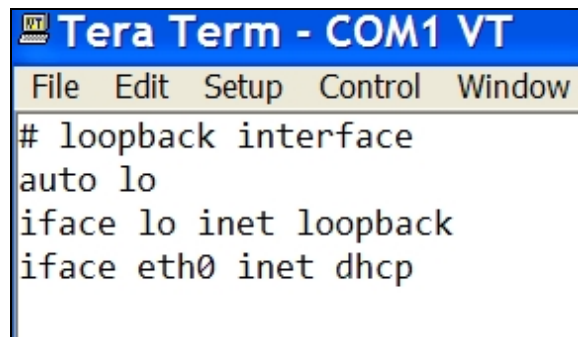 Tera Term - COM1 VT
File Edit Setup Control Window
# loopback interface
auto lo
iface lo inet loopback
iface eth0 inet dhcp